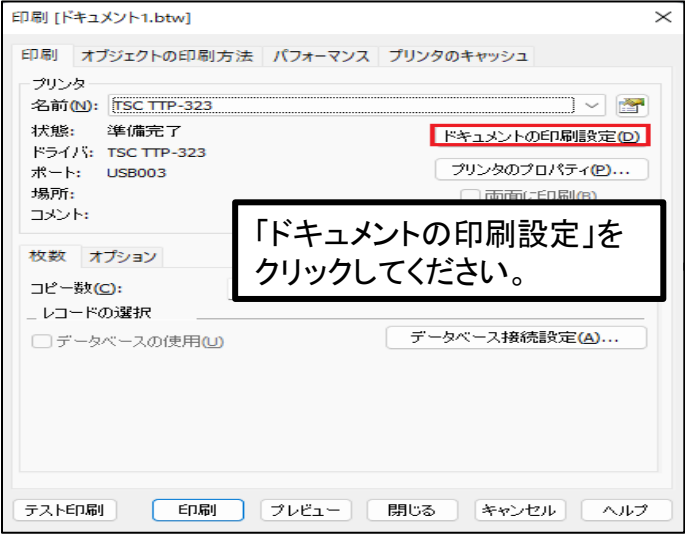 印刷 [ドキュメント1.btw]
印刷 オブジェクトの印刷方法 パフォーマンス プリンタのキャッシュ
プリンタ
名前(N): TSC TTP-323
状態: 準備完了 ドキュメントの印刷設定(D)
ドライバ: TSC TTP-323
ポート: USB003 プリンタのプロパティ(P)...
場所: 両面に印刷(B)
コメント:
「ドキュメントの印刷設定」を
クリックしてください。
枚数 オプション
コピー数(C):
レコードの選択
データベースの使用(U) データベース接続設定(A)...
テスト印刷 印刷 プレビュー 閉じる キャンセル ヘルプ